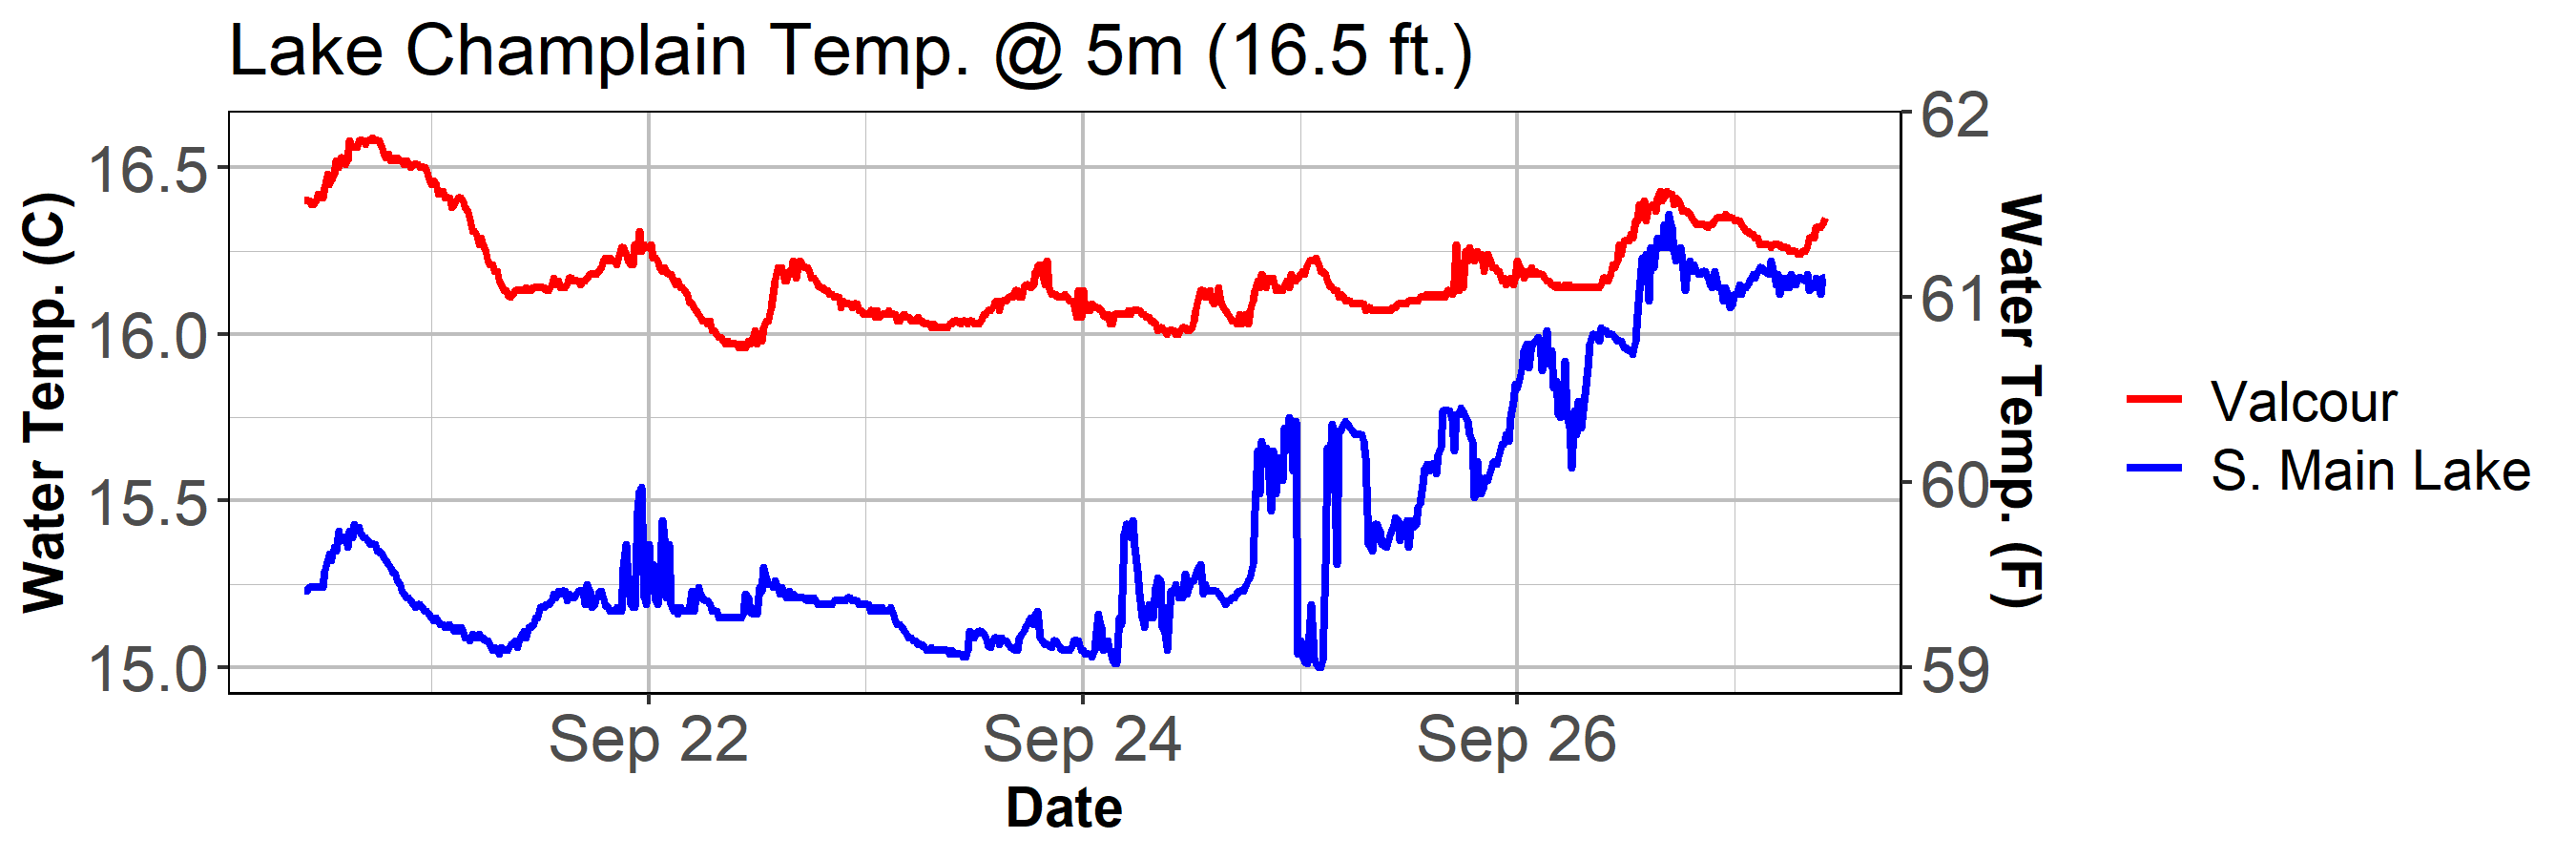 Lake Champlain Temp. @ 5m (16.5 ft.)
Water Temp. (C)
16.5
16.0
15.5
15.0
62
61
60
59
Water Temp. (F)
Sep 22
Sep 24
Sep 26
Date
Valcour
S. Main Lake